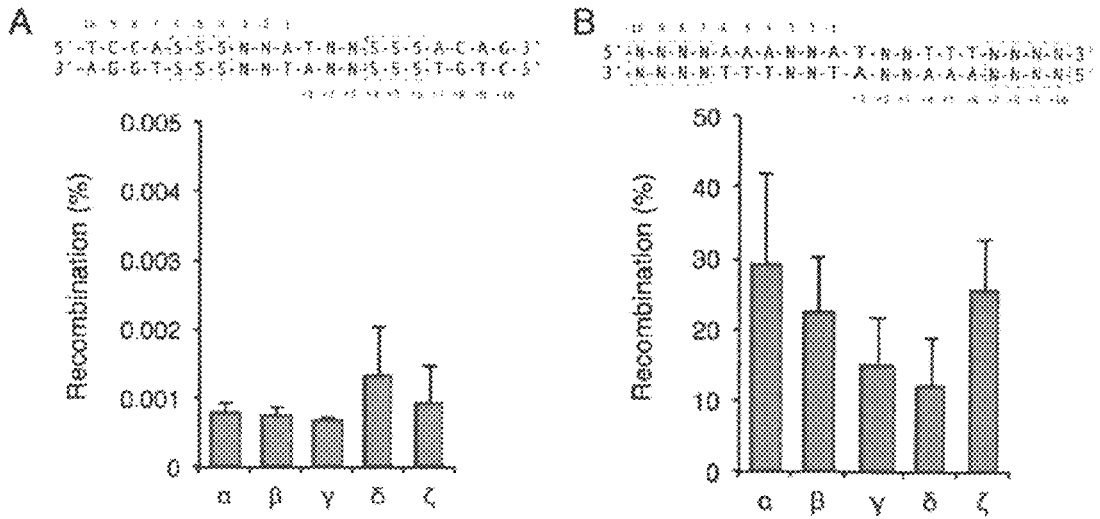 A
5'-T-C-C-A-S-S-S-N-N-A-T-N-N-S-S-S-A-C-A-G-3'
3'-A-G-G-T-S-S-S-N-N-T-A-N-N-S-S-S-T-G-T-C-5'
Recombination (%)
0.005
0.004
0.003
0.002
0.001
0
α β γ δ ζ
B
5'-N-N-N-N-A-A-A-N-N-A-T-N-N-T-T-T-N-N-N-N-3'
3'-N-N-N-N-T-T-T-N-N-T-A-N-N-A-A-A-N-N-N-N-5'
Recombination (%)
50
40
30
20
10
0
α β γ δ ζ